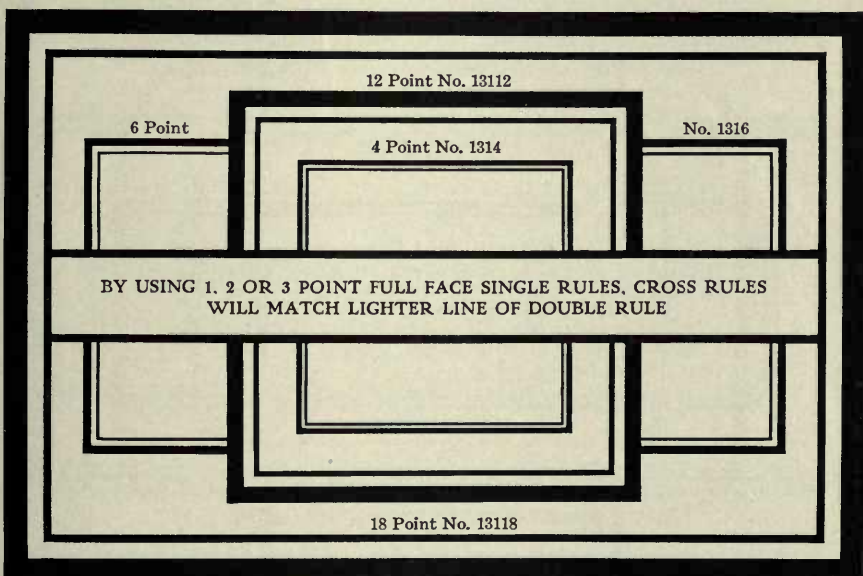 12 Point No. 13112
6 Point
No. 1316
4 Point No. 1314
BY USING 1, 2 OR 3 POINT FULL FACE SINGLE RULES, CROSS RULES
WILL MATCH LIGHTER LINE OF DOUBLE RULE
18 Point No. 13118